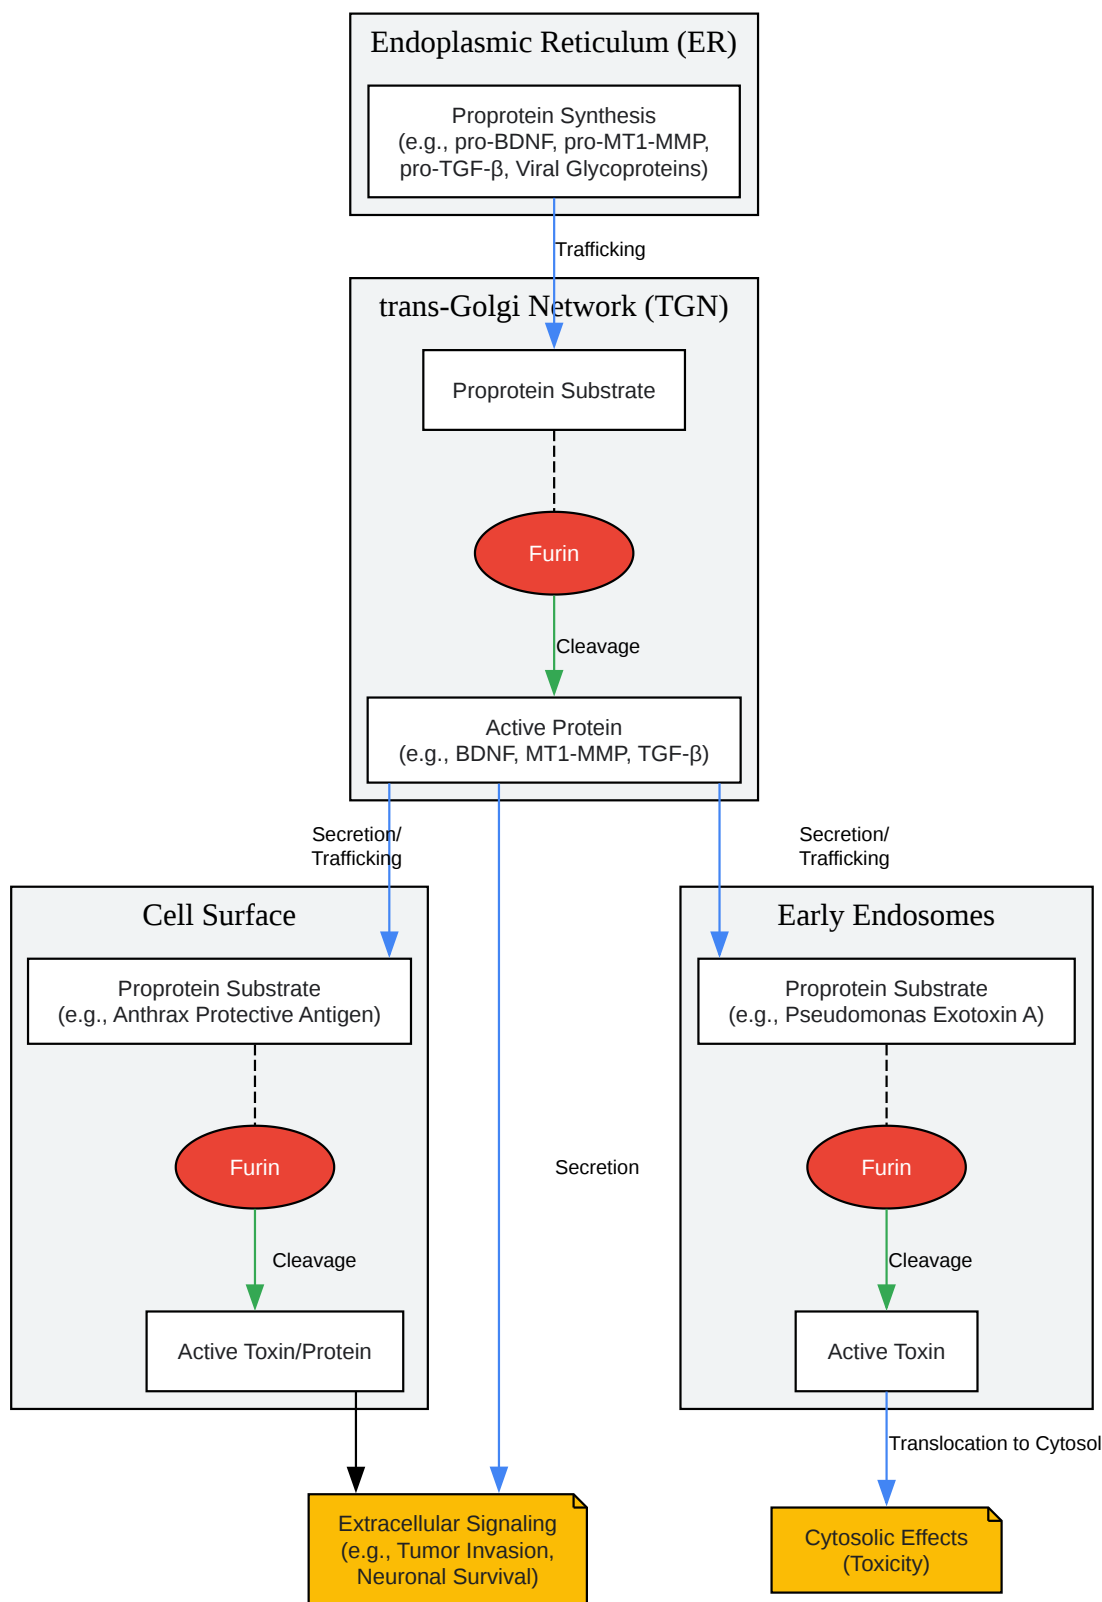 Endoplasmic Reticulum (ER)
Proprotein Synthesis
(e.g., pro-BDNF, pro-MT1-MMP,
pro-TGF-β, Viral Glycoproteins)
Trafficking
trans-Golgi Network (TGN)
Proprotein Substrate
Furin
Cleavage
Active Protein
(e.g., BDNF, MT1-MMP, TGF-β)
Secretion/
Trafficking
Secretion/
Trafficking
Cell Surface
Proprotein Substrate
(e.g., Anthrax Protective Antigen)
Furin
Cleavage
Active Toxin/Protein
Secretion
Early Endosomes
Proprotein Substrate
(e.g., Pseudomonas Exotoxin A)
Furin
Cleavage
Active Toxin
Translocation to Cytosol
Extracellular Signaling
(e.g., Tumor Invasion,
Neuronal Survival)
Cytosolic Effects
(Toxicity)